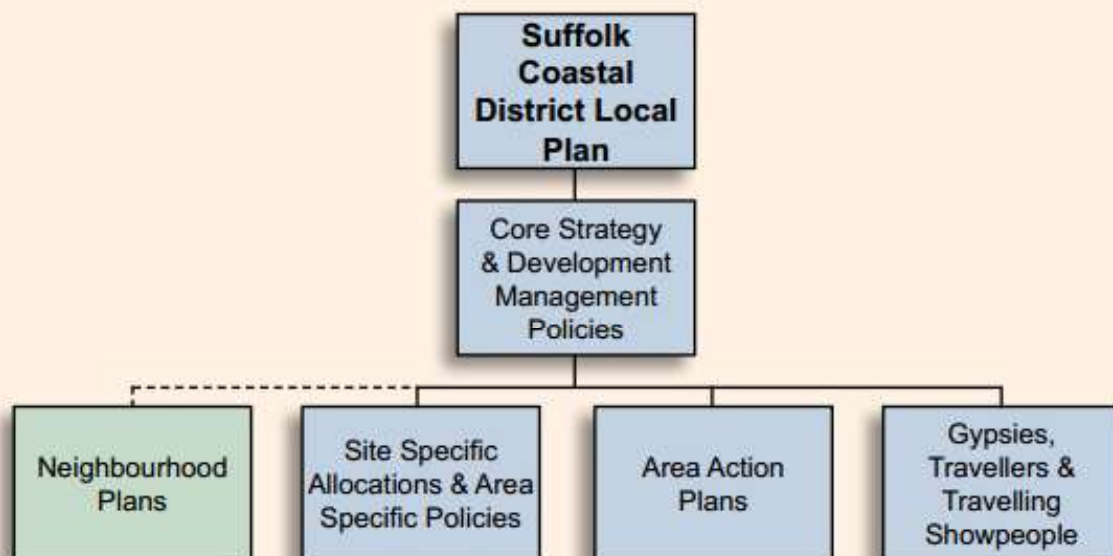 Suffolk
Coastal
District Local
Plan
Core Strategy
& Development
Management
Policies
Neighbourhood
Plans
Site Specific
Allocations & Area
Specific Policies
Area Action
Plans
Gypsies,
Travellers &
Travelling
Showpeople